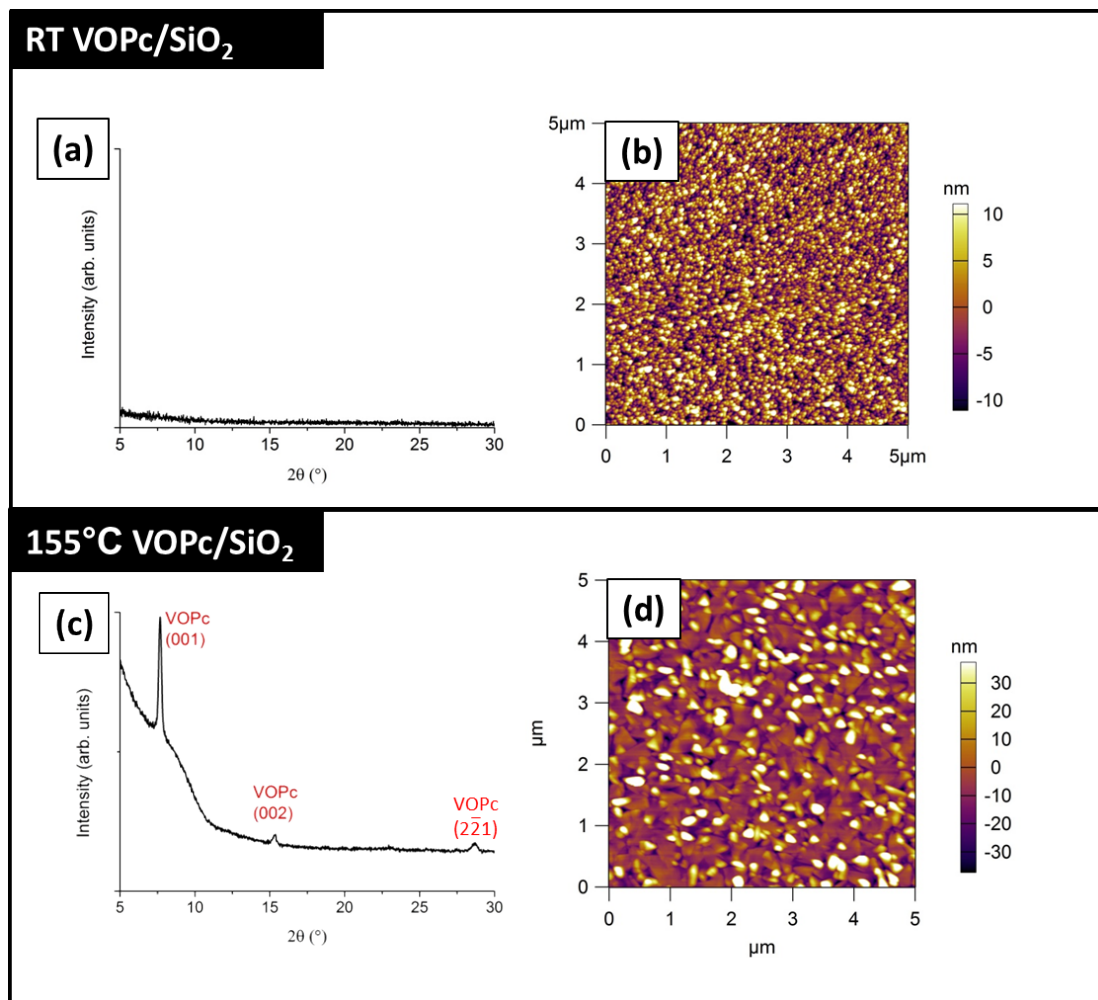 RT VOPc/SiO₂
(a)
Intensity (arb. units)
5 10 15 20 25 30
2θ (°)
(b)
5µm
4
3
2
1
0
0 1 2 3 4 5µm
nm
10
5
0
-5
-10
155°C VOPc/SiO₂
(c)
VOPc
(001)
VOPc
(002)
VOPc
(22̄1)
Intensity (arb. units)
5 10 15 20 25 30
2θ (°)
(d)
5
4
3
2
1
0
µm
0 1 2 3 4 5
µm
nm
30
20
10
0
-10
-20
-30